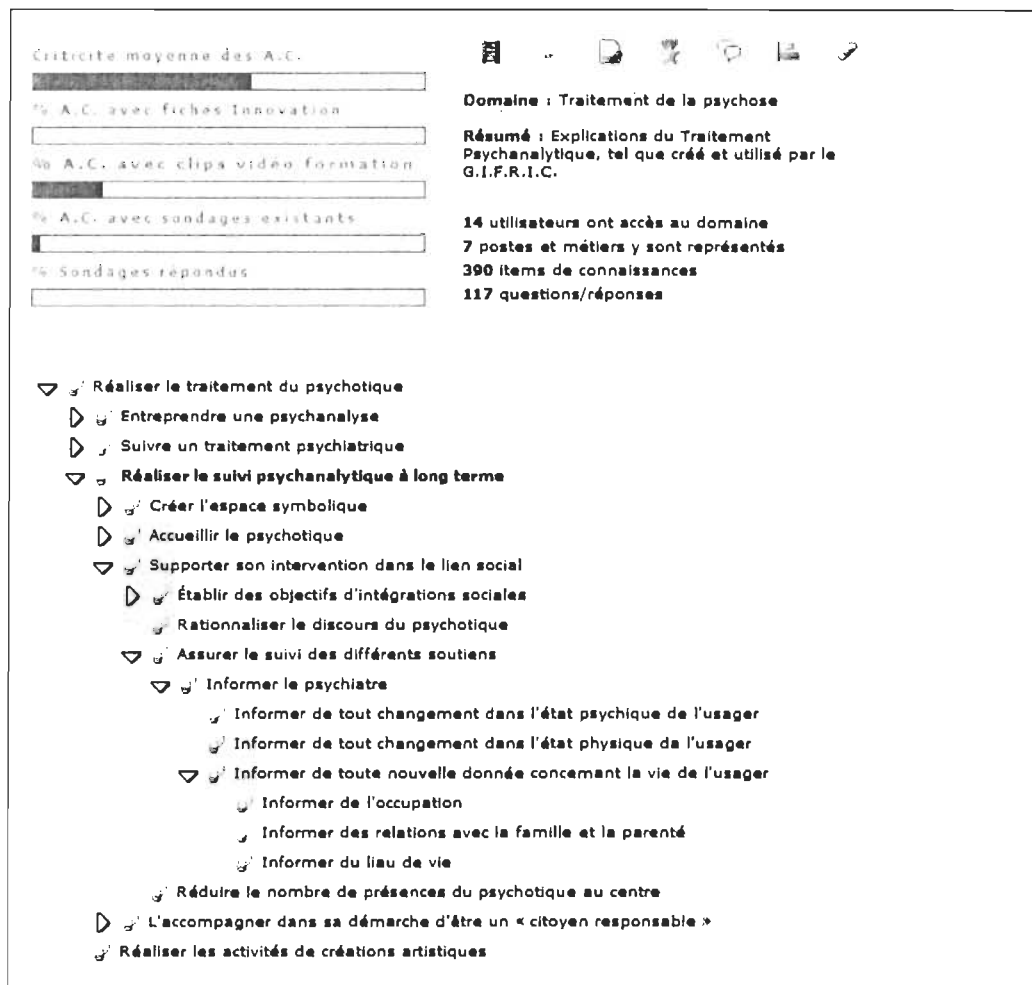 Criticite moyenne des A.C.
% A.C. avec fiches Innovation
% A.C. avec clips vidéo formation
% A.C. avec sondages existants
% Sondages répondus
Domaine : Traitement de la psychose
Résumé : Explications du Traitement
Psychanalytique, tel que créé et utilisé par le
G.I.F.R.I.C.
14 utilisateurs ont accès au domaine
7 postes et métiers y sont représentés
390 items de connaissances
117 questions/réponses
Réaliser le traitement du psychotique
Entreprendre une psychanalyse
Suivre un traitement psychiatrique
Réaliser le suivi psychanalytique à long terme
Créer l'espace symbolique
Accueillir le psychotique
Supporter son intervention dans le lien social
Établir des objectifs d'intégrations sociales
Rationnaliser le discours du psychotique
Assurer le suivi des différents soutiens
Informer le psychiatre
Informer de tout changement dans l'état psychique de l'usager
Informer de tout changement dans l'état physique de l'usager
Informer de toute nouvelle donnée concernant la vie de l'usager
Informer de l'occupation
Informer des relations avec la famille et la parenté
Informer du lieu de vie
Réduire le nombre de présences du psychotique au centre
L'accompagner dans sa démarche d'être un « citoyen responsable »
Réaliser les activités de créations artistiques